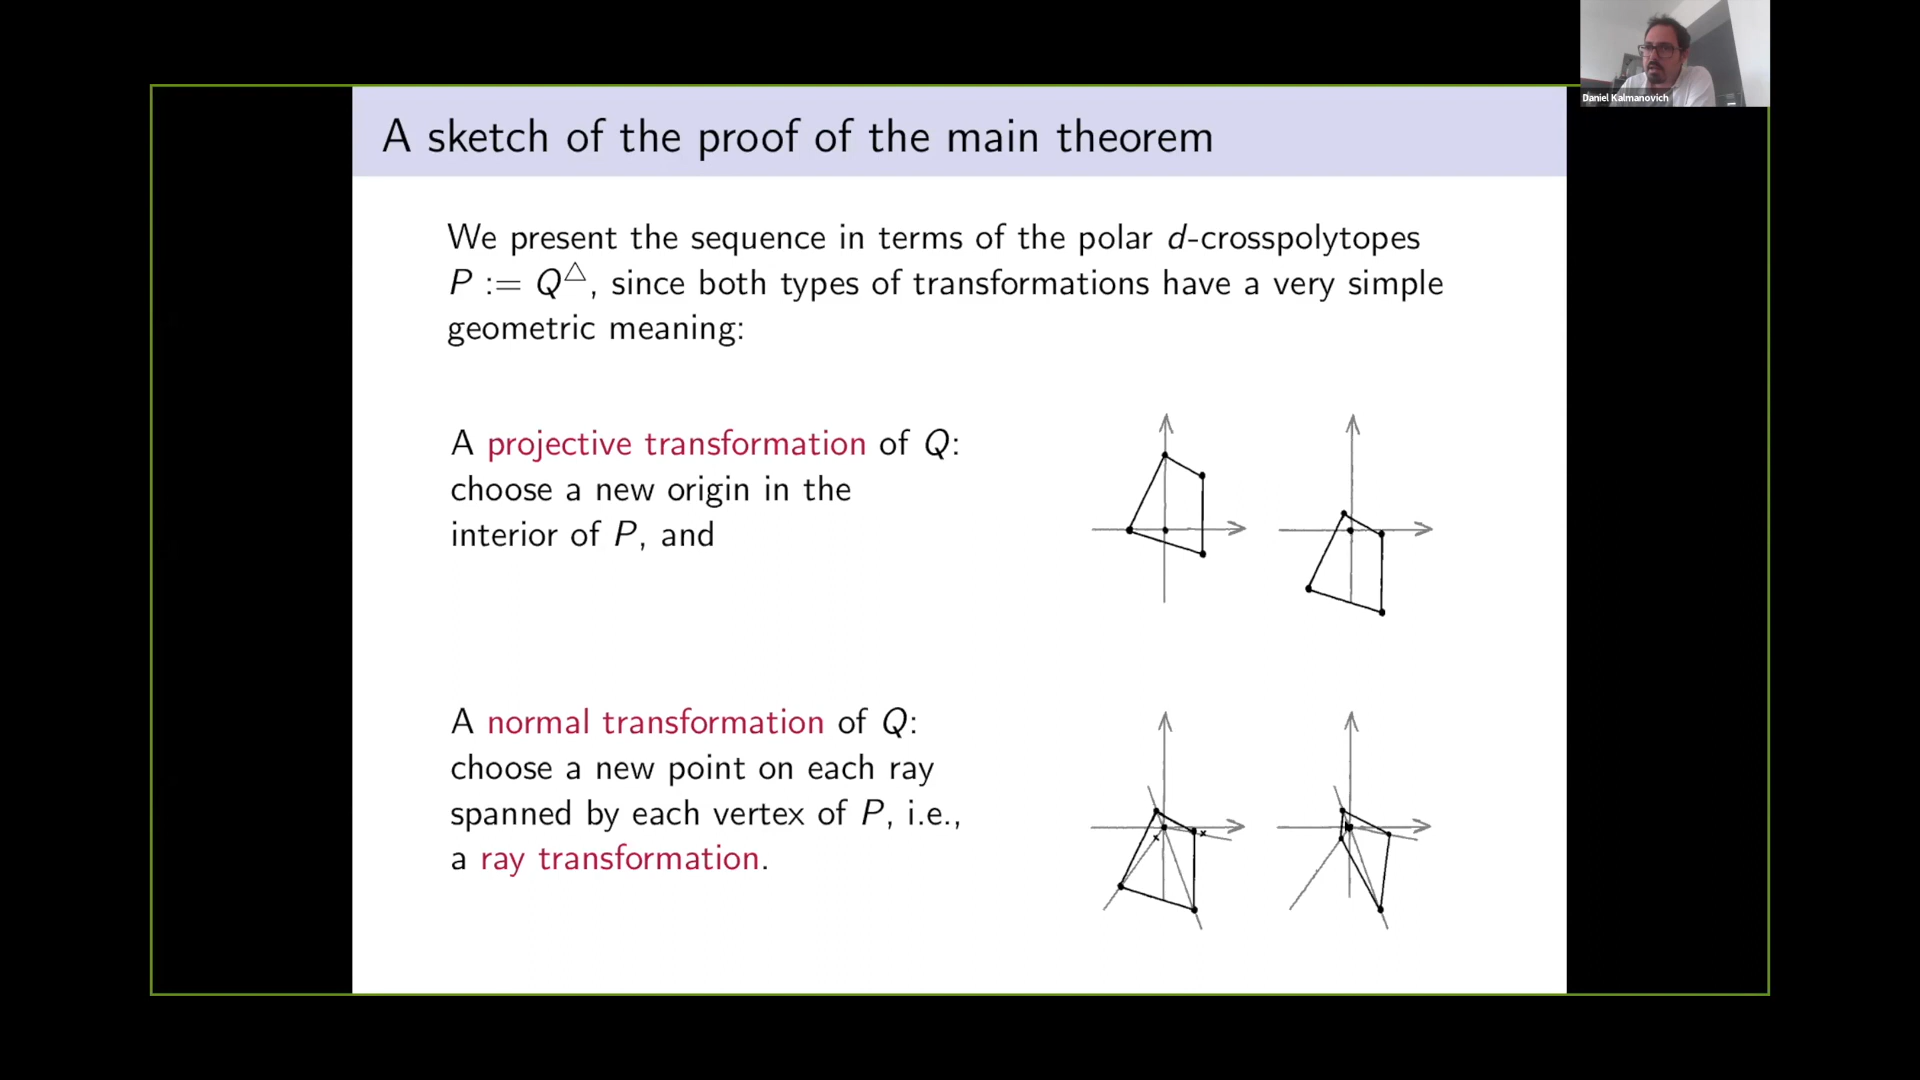 Daniel Kalmanovich
A sketch of the proof of the main theorem
We present the sequence in terms of the polar d-crosspolytopes
P := Q^△, since both types of transformations have a very simple
geometric meaning:
A projective transformation of Q:
choose a new origin in the
interior of P, and
A normal transformation of Q:
choose a new point on each ray
spanned by each vertex of P, i.e.,
a ray transformation.